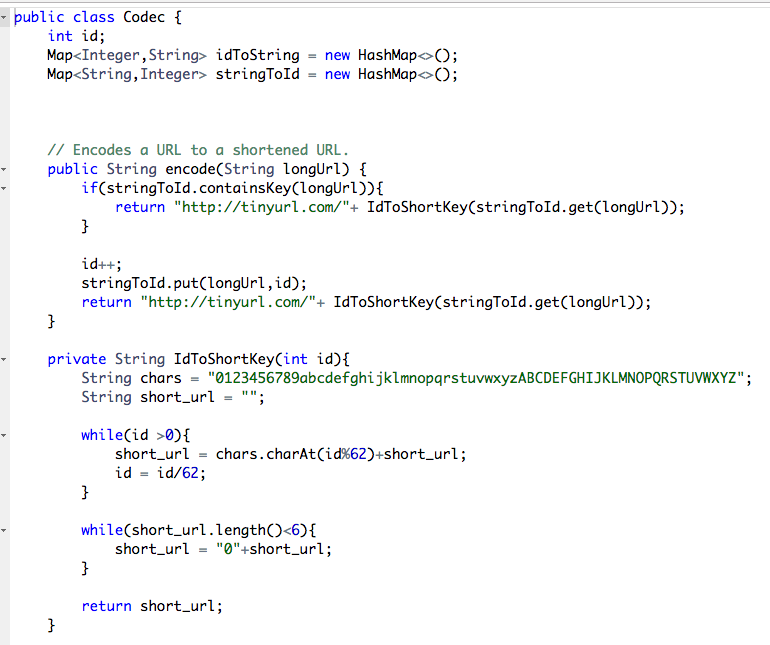 public class Codec {
    int id;
    Map<Integer,String> idToString = new HashMap<>();
    Map<String,Integer> stringToId = new HashMap<>();
    // Encodes a URL to a shortened URL.
    public String encode(String longUrl) {
        if(stringToId.containsKey(longUrl)){
            return "http://tinyurl.com/"+ IdToShortKey(stringToId.get(longUrl));
        }
        id++;
        stringToId.put(longUrl,id);
        return "http://tinyurl.com/"+ IdToShortKey(stringToId.get(longUrl));
    }
    private String IdToShortKey(int id){
        String chars = "0123456789abcdefghijklmnopqrstuvwxyzABCDEFGHIJKLMNOPQRSTUVWXYZ";
        String short_url = "";
        while(id >0){
            short_url = chars.charAt(id%62)+short_url;
            id = id/62;
        }
        while(short_url.length()<6){
            short_url = "0"+short_url;
        }
        return short_url;
    }